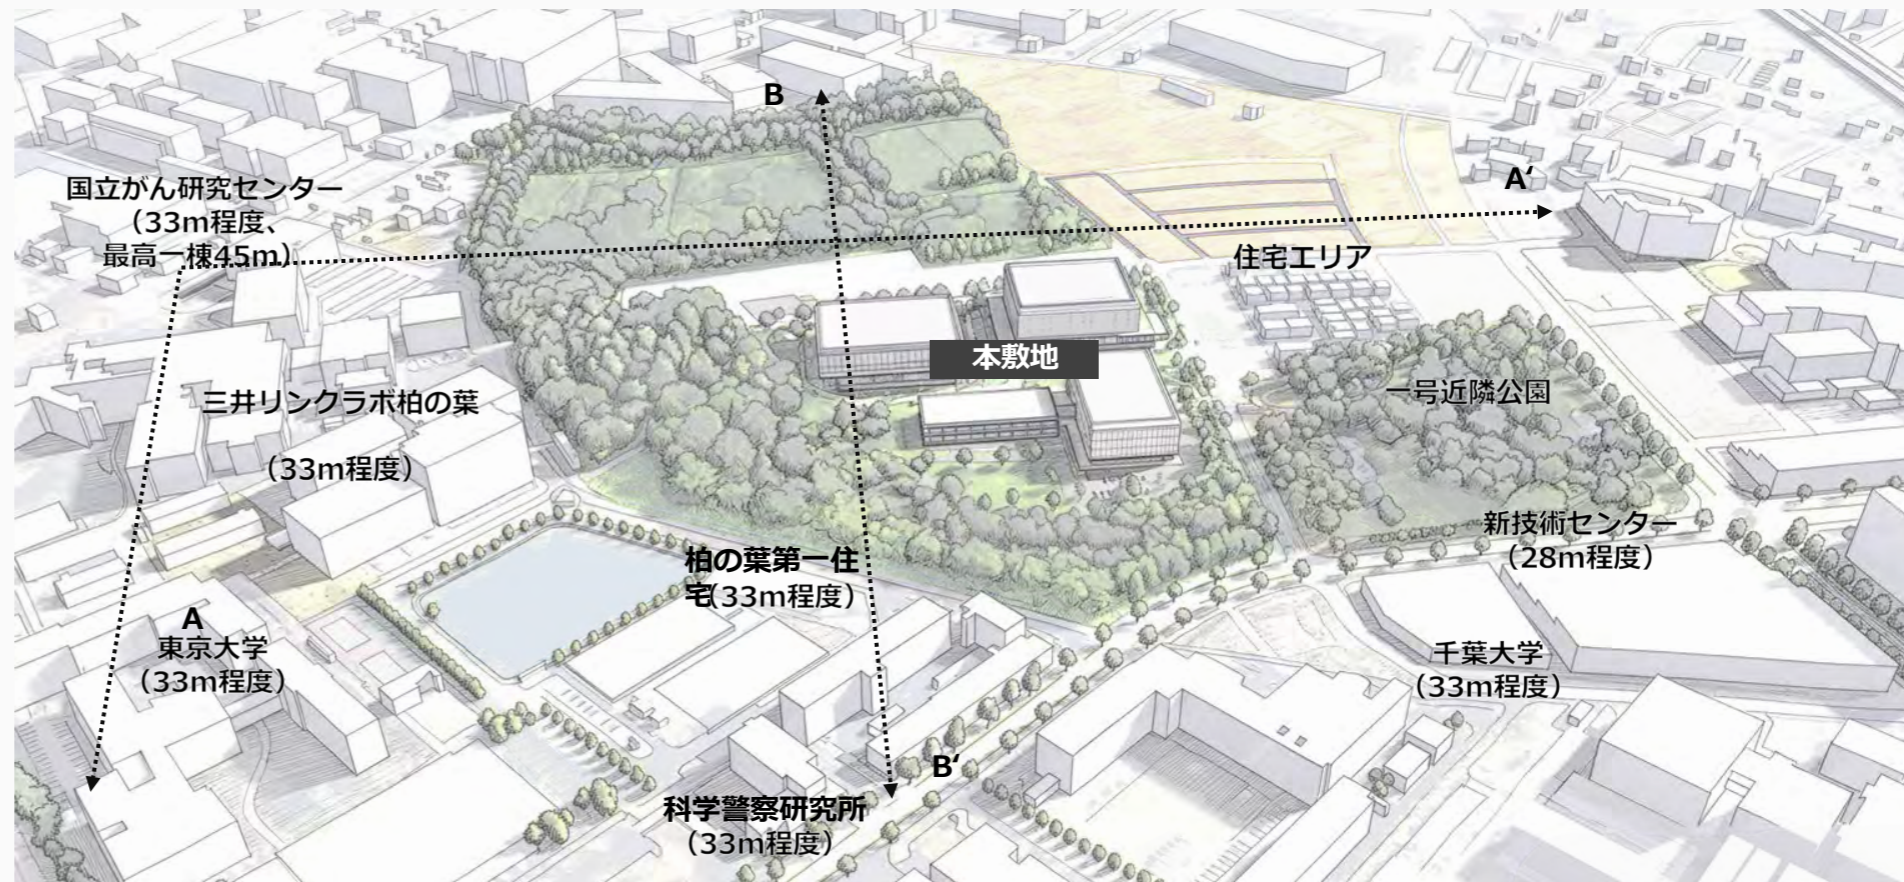 B
A‘
国立がん研究センター
（33m程度、
最高一棟45m）
住宅エリア
本敷地
一号近隣公園
三井リンクラボ柏の葉
（33m程度）
新技術センター
（28m程度）
柏の葉第一住
宅（33m程度）
A
東京大学
（33m程度）
千葉大学
（33m程度）
B‘
科学警察研究所
（33m程度）